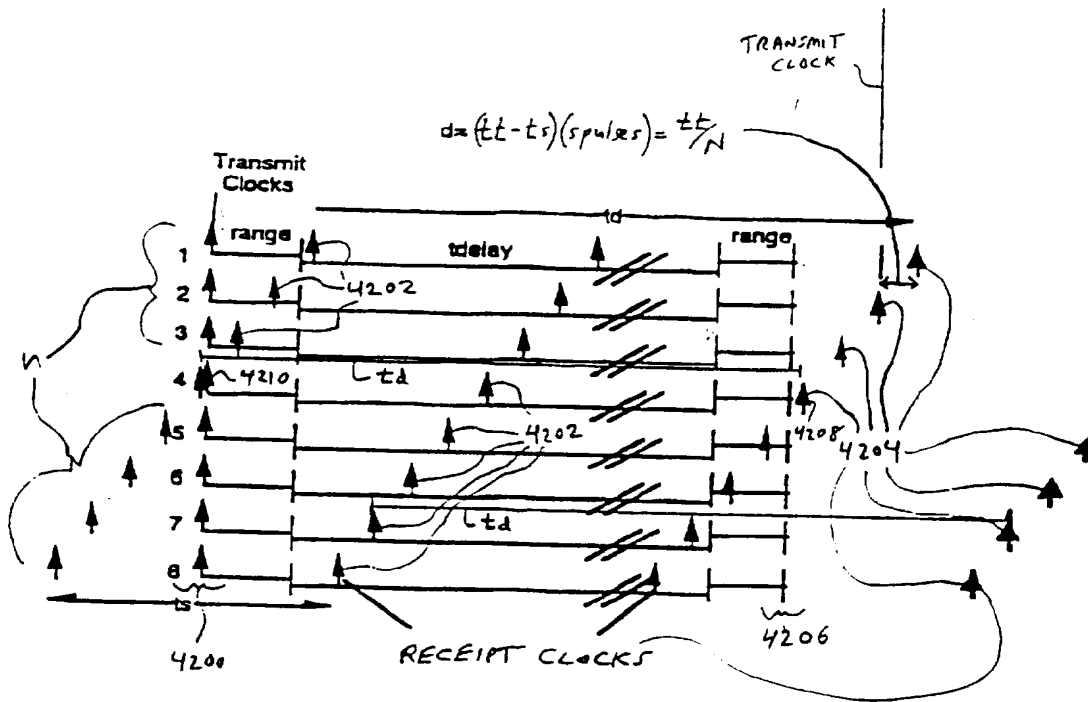 TRANSMIT
CLOCK
d=(tt-ts)(spulses)=tt/N
Transmit
Clocks
td
range
tdelay
range
1
2
4202
3
n
4
4210
td
4208
4204
5
4202
6
7
td
8
ts
4200
RECEIPT CLOCKS
4206